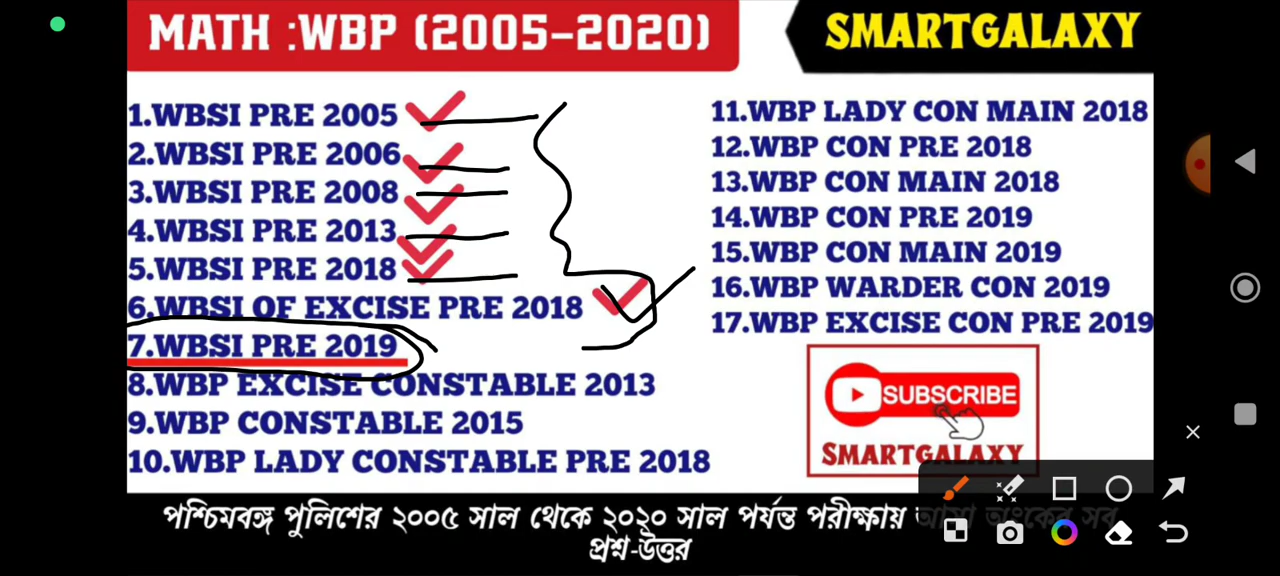 MATH :WBP (2005-2020)
SMARTGALAXY
1.WBSI PRE 2005
2.WBSI PRE 2006
3.WBSI PRE 2008
4.WBSI PRE 2013
5.WBSI PRE 2018
6.WBSI OF EXCISE PRE 2018
7.WBSI PRE 2019
8.WBP EXCISE CONSTABLE 2013
9.WBP CONSTABLE 2015
10.WBP LADY CONSTABLE PRE 2018
11.WBP LADY CON MAIN 2018
12.WBP CON PRE 2018
13.WBP CON MAIN 2018
14.WBP CON PRE 2019
15.WBP CON MAIN 2019
16.WBP WARDER CON 2019
17.WBP EXCISE CON PRE 2019
SUBSCRIBE
SMARTGALAXY
পশ্চিমবঙ্গ পুলিশের ২০০৫ সাল থেকে ২০২০ সাল পর্যন্ত পরীক্ষায় আসা অংকের সব
প্রশ্ন-উত্তর